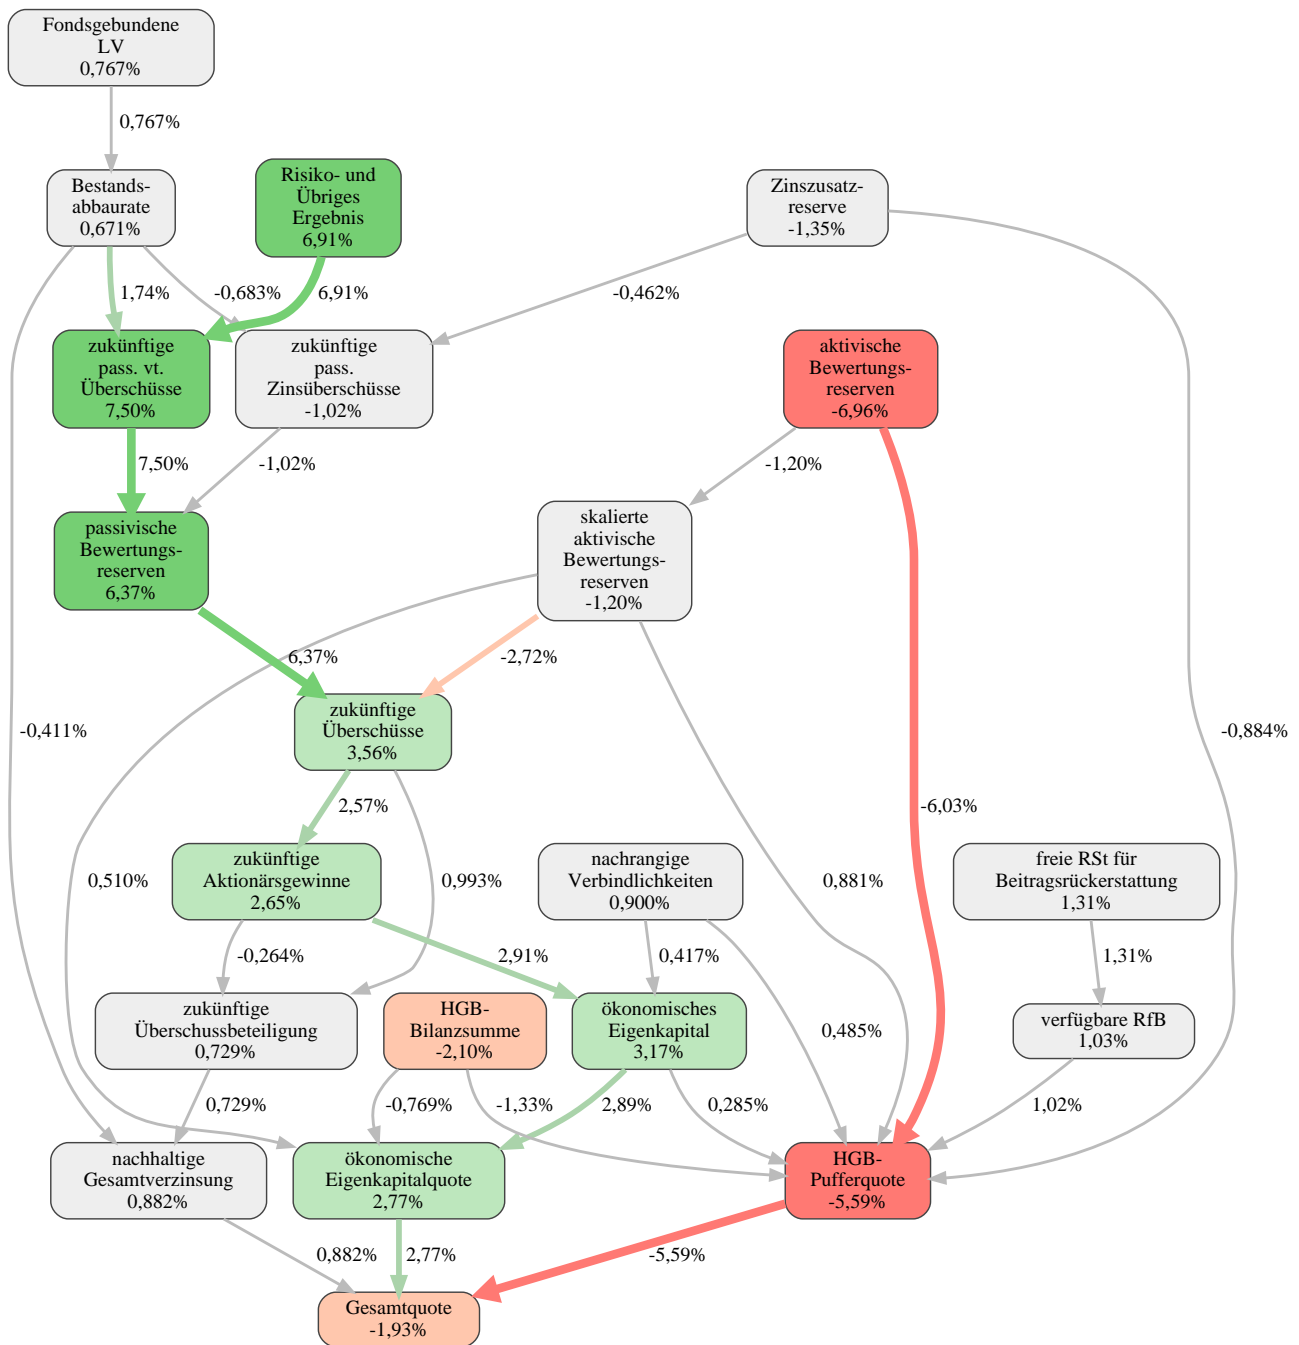 Fondsgebundene
LV
0,767%
0,767%
Bestands-
abbaurate
0,671%
Risiko- und
Übriges
Ergebnis
6,91%
Zinszusatz-
reserve
-1,35%
1,74%
-0,683%
6,91%
-0,462%
zukünftige
pass. vt.
Überschüsse
7,50%
zukünftige
pass.
Zinsüberschüsse
-1,02%
aktivische
Bewertungs-
reserven
-6,96%
7,50%
-1,02%
-1,20%
passivische
Bewertungs-
reserven
6,37%
skalierte
aktivische
Bewertungs-
reserven
-1,20%
6,37%
-2,72%
zukünftige
Überschüsse
3,56%
-0,411%
-0,884%
2,57%
-6,03%
zukünftige
Aktionärsgewinne
2,65%
nachrangige
Verbindlichkeiten
0,900%
freie RSt für
Beitragsrückerstattung
1,31%
0,510%
0,993%
0,881%
-0,264%
2,91%
0,417%
1,31%
zukünftige
Überschussbeteiligung
0,729%
HGB-
Bilanzsumme
-2,10%
ökonomisches
Eigenkapital
3,17%
0,485%
verfügbare RfB
1,03%
0,729%
-0,769%
-1,33%
2,89%
0,285%
1,02%
nachhaltige
Gesamtverzinsung
0,882%
ökonomische
Eigenkapitalquote
2,77%
HGB-
Pufferquote
-5,59%
0,882%
2,77%
-5,59%
Gesamtquote
-1,93%